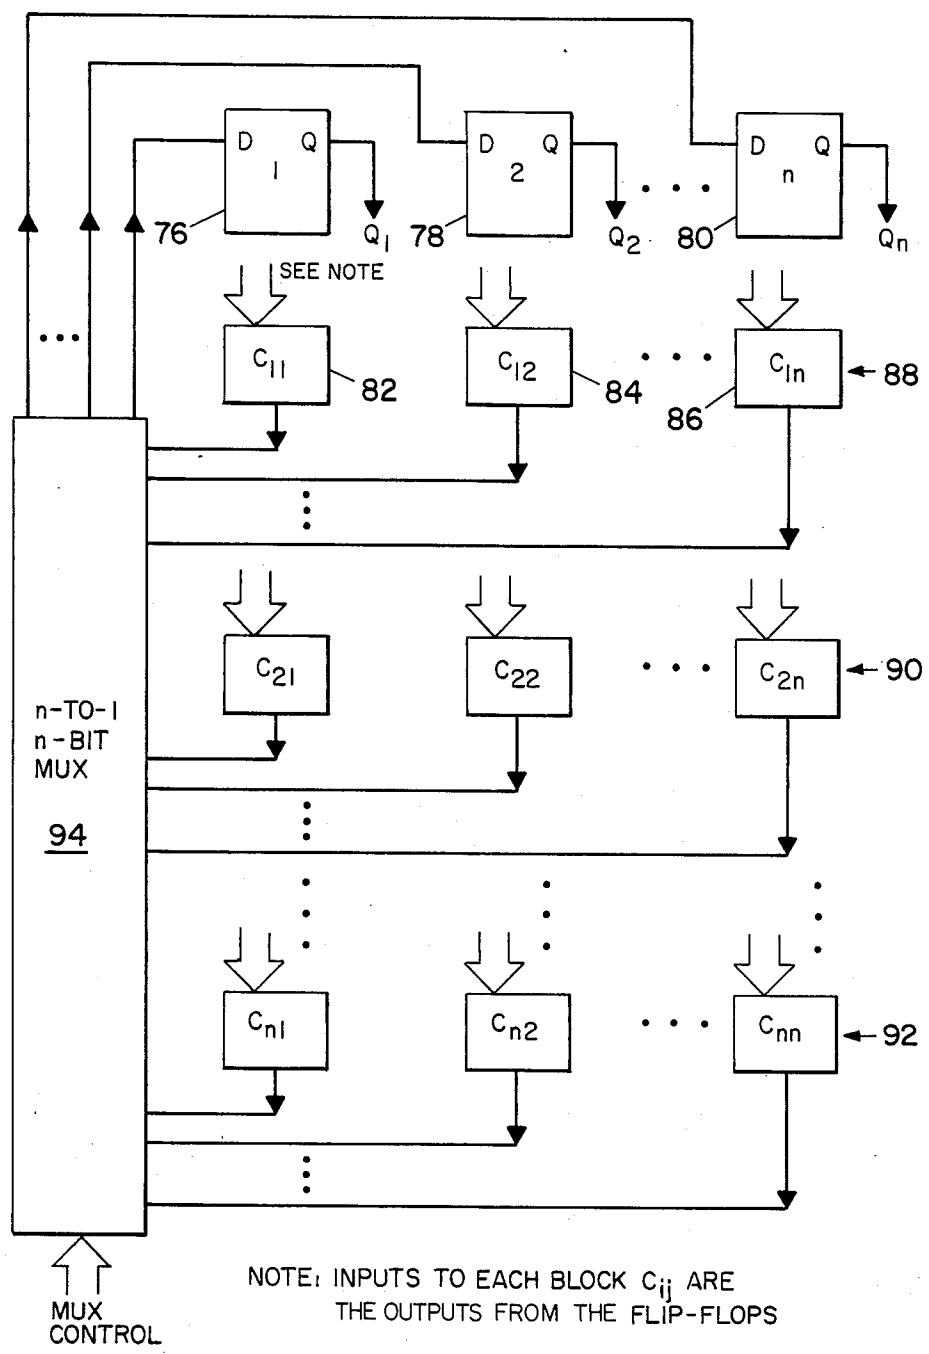 D Q D Q D Q
1 2 n
76 Q1 78 Q2 80 Qn
SEE NOTE
C11 C12 C1n 88
82 84 86
C21 C22 C2n 90
n-TO-1
n-BIT
MUX
94
Cn1 Cn2 Cnn 92
NOTE: INPUTS TO EACH BLOCK Cij ARE
THE OUTPUTS FROM THE FLIP-FLOPS
MUX
CONTROL